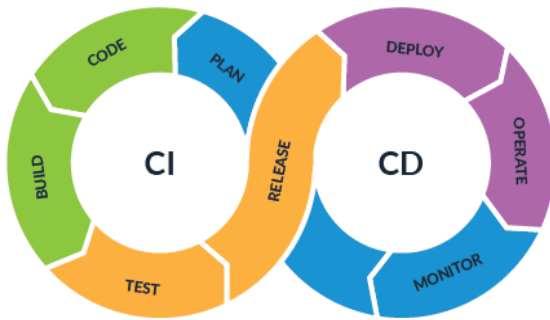 CODE
PLAN
BUILD
CI
TEST
RELEASE
DEPLOY
CD
OPERATE
MONITOR